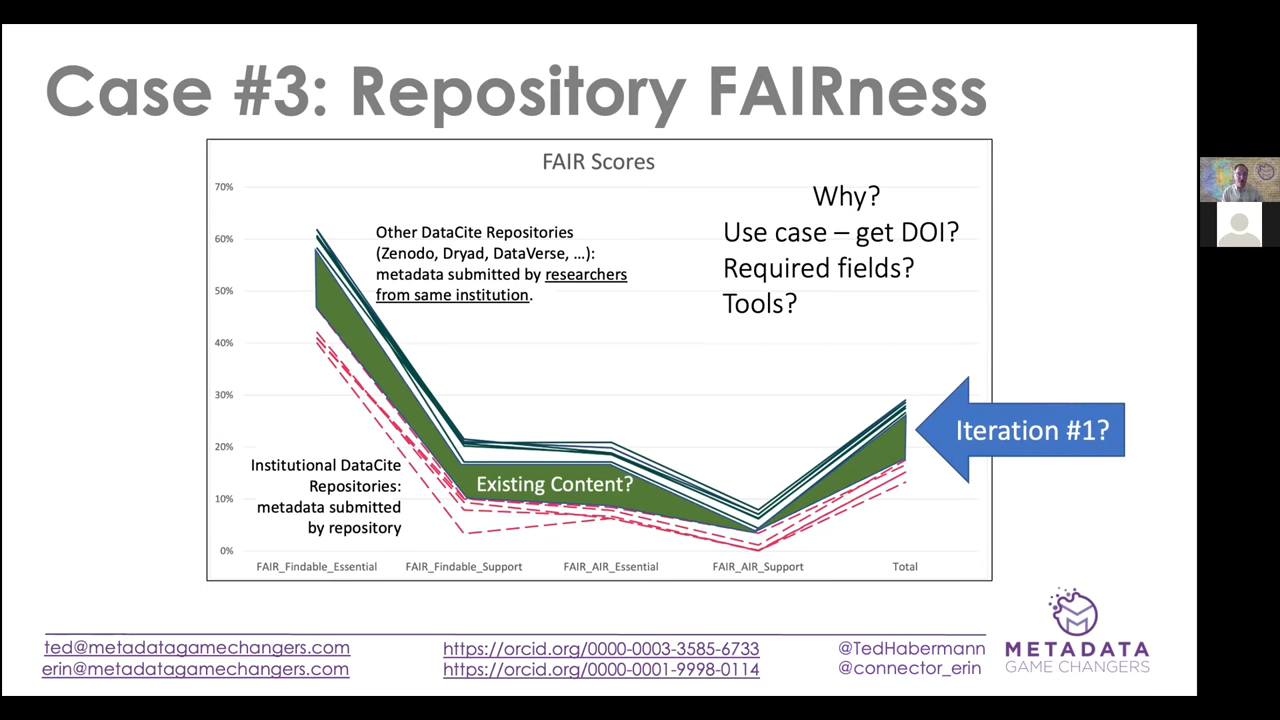 Case #3: Repository FAIRness
FAIR Scores
70%
60%
50%
40%
30%
20%
10%
0%
Why?
Use case – get DOI?
Required fields?
Tools?
Other DataCite Repositories
(Zenodo, Dryad, DataVerse, ...):
metadata submitted by researchers
from same institution.
Iteration #1?
Institutional DataCite
Repositories:
metadata submitted
by repository
Existing Content?
FAIR_Findable_Essential
FAIR_Findable_Support
FAIR_AIR_Essential
FAIR_AIR_Support
Total
ted@metadatagamechangers.com
erin@metadatagamechangers.com
https://orcid.org/0000-0003-3585-6733
https://orcid.org/0000-0001-9998-0114
@TedHabermann
@connector_erin
METADATA
GAME CHANGERS